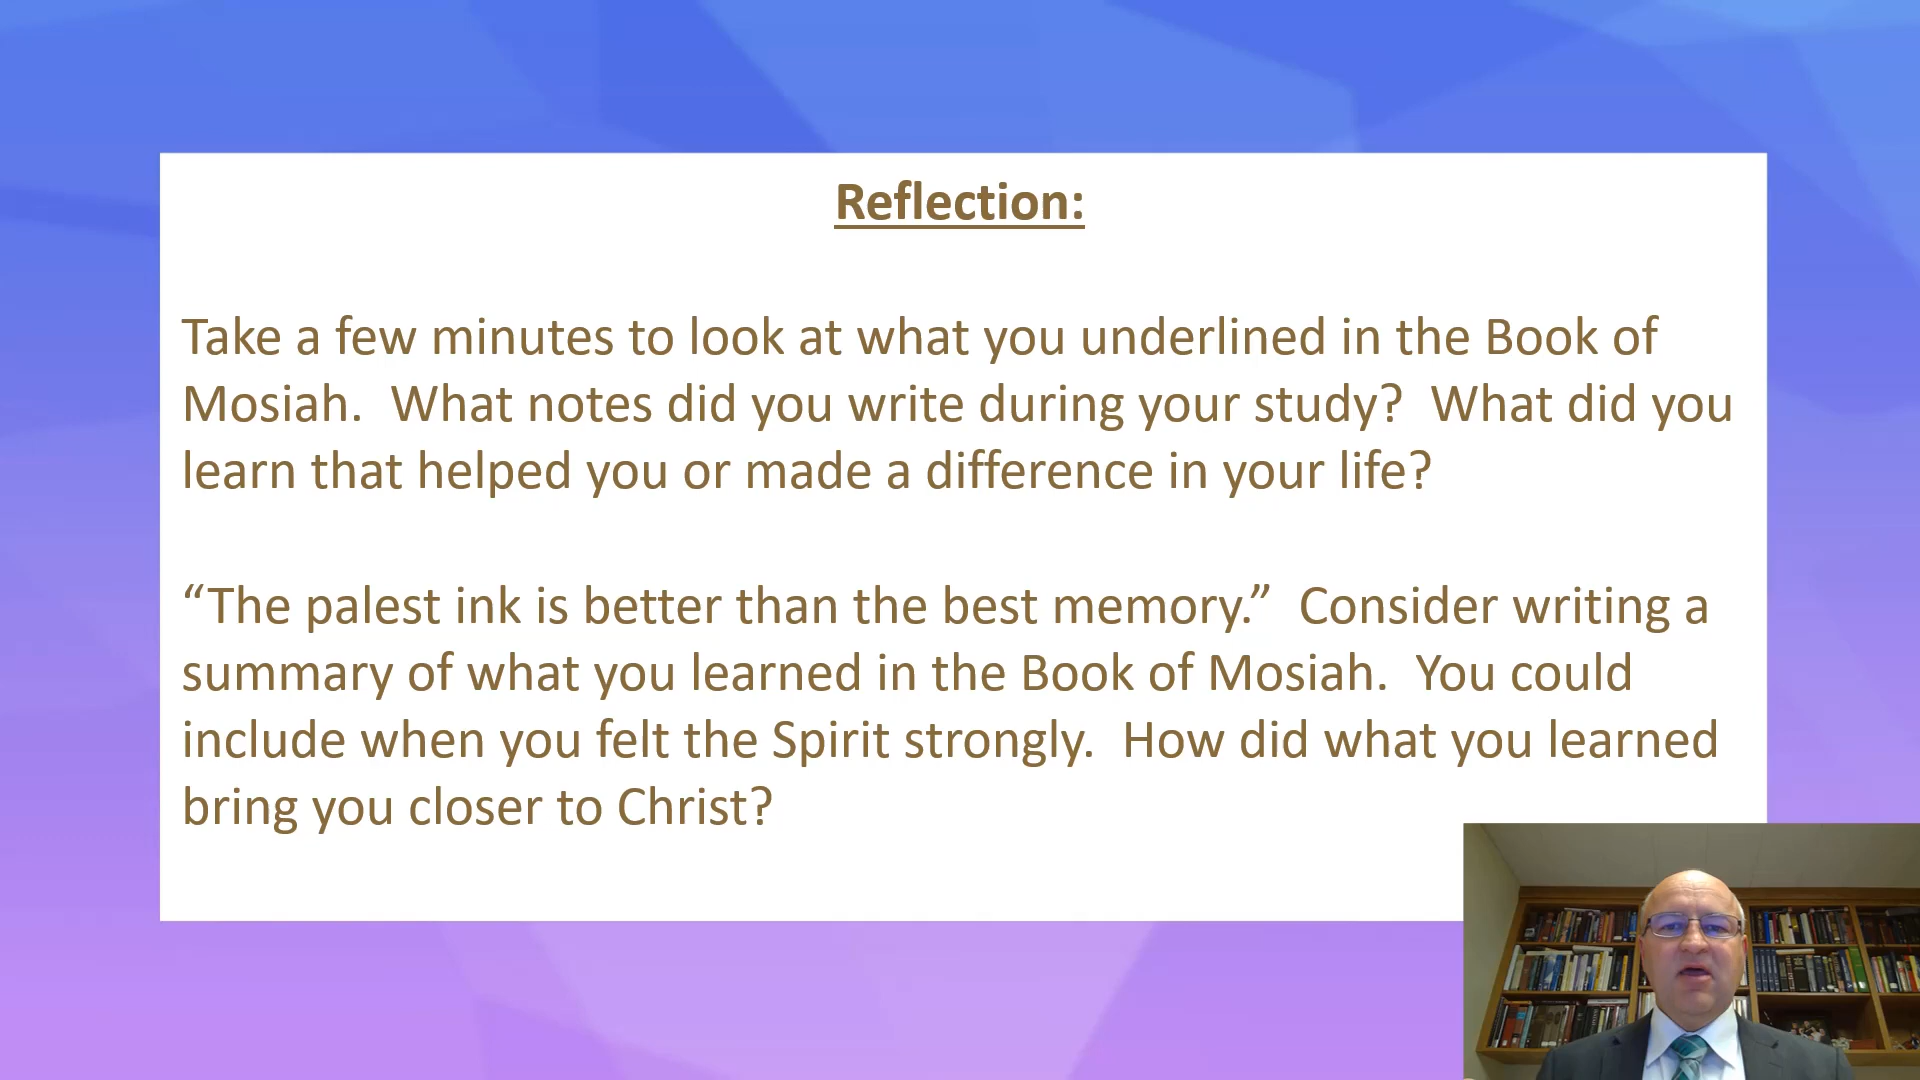 Reflection:
Take a few minutes to look at what you underlined in the Book of
Mosiah.  What notes did you write during your study?  What did you
learn that helped you or made a difference in your life?
“The palest ink is better than the best memory.”  Consider writing a
summary of what you learned in the Book of Mosiah.  You could
include when you felt the Spirit strongly.  How did what you learned
bring you closer to Christ?